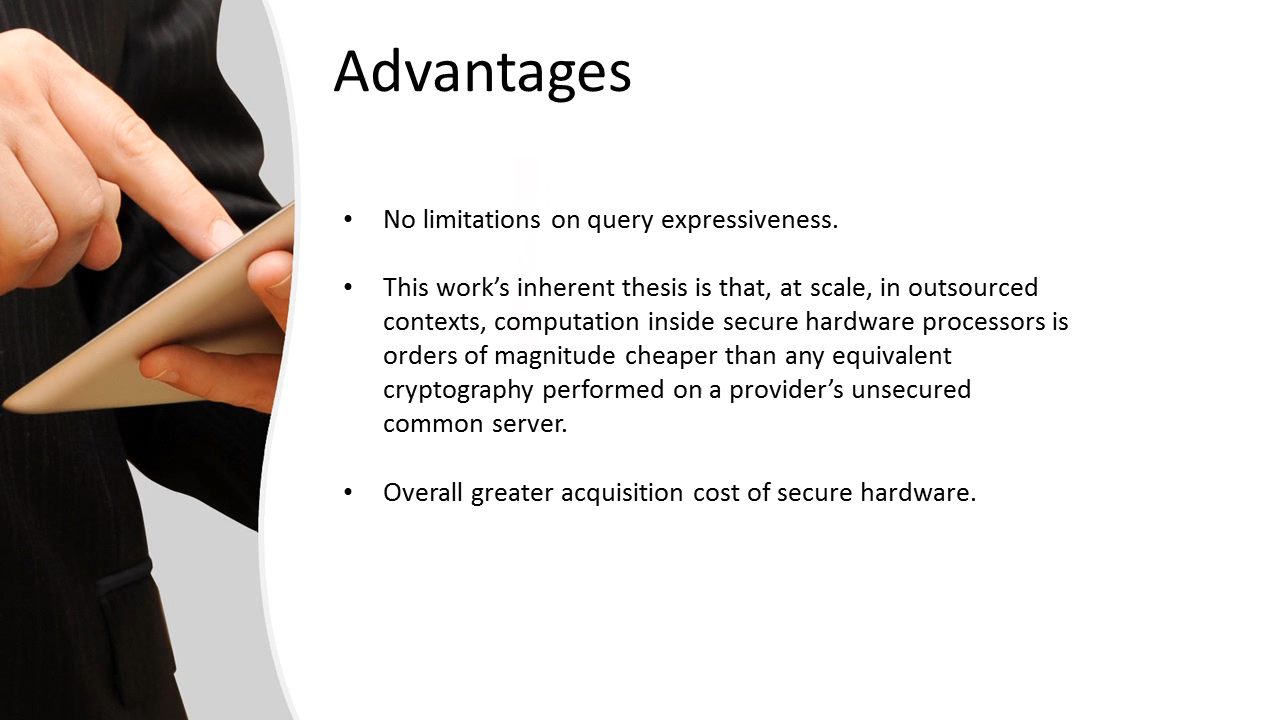 Advantages
• No limitations on query expressiveness.
• This work’s inherent thesis is that, at scale, in outsourced
contexts, computation inside secure hardware processors is
orders of magnitude cheaper than any equivalent
cryptography performed on a provider’s unsecured
common server.
• Overall greater acquisition cost of secure hardware.